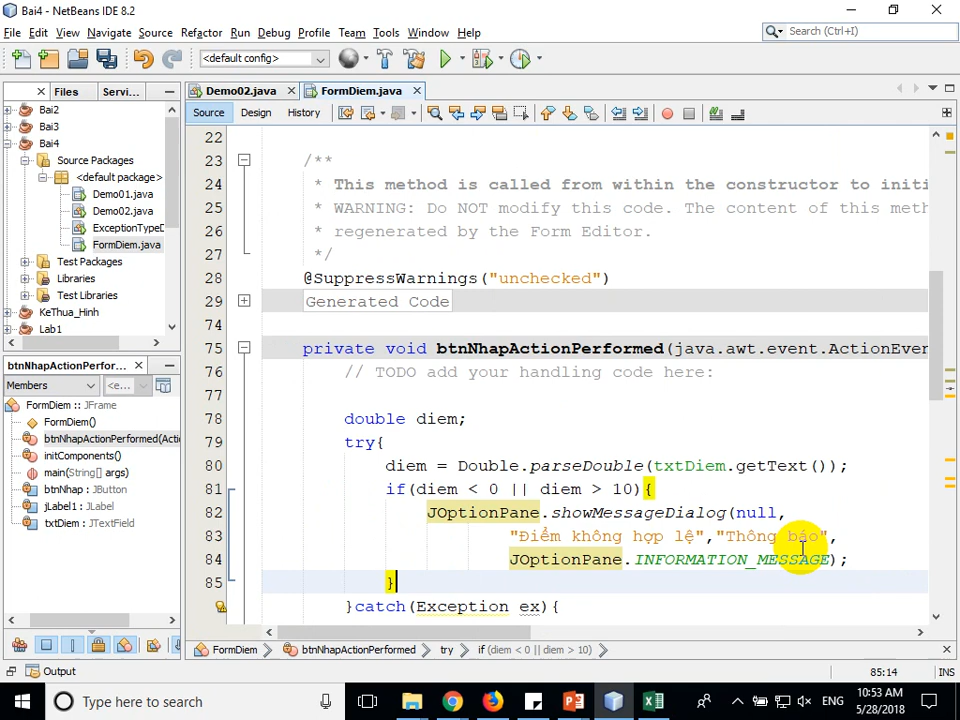 Bai4 - NetBeans IDE 8.2
File Edit View Navigate Source Refactor Run Debug Profile Team Tools Window Help
Search (Ctrl+I)
<default config>
Files Servi...
Demo02.java FormDiem.java
Source Design History
Bai2
Bai3
Bai4
Source Packages
<default package>
Demo01.java
Demo02.java
ExceptionTypeD
FormDiem.java
Test Packages
Libraries
Test Libraries
KeThua_Hinh
Lab1
btnNhapActionPerfor...
Members <e...
FormDiem :: JFrame
FormDiem()
btnNhapActionPerformed(Acti
initComponents()
main(String[] args)
btnNhap : JButton
jLabel1 : JLabel
txtDiem : JTextField
22
23 /**
24 * This method is called from within the constructor to initi
25 * WARNING: Do NOT modify this code. The content of this meth
26 * regenerated by the Form Editor.
27 */
28 @SuppressWarnings("unchecked")
29 Generated Code
74
75 private void btnNhapActionPerformed(java.awt.event.ActionEven
76 // TODO add your handling code here:
77
78 double diem;
79 try{
80 diem = Double.parseDouble(txtDiem.getText());
81 if(diem < 0 || diem > 10){
82 JOptionPane.showMessageDialog(null,
83 "Điểm không hợp lệ","Thông báo",
84 JOptionPane.INFORMATION_MESSAGE);
85 }
}catch(Exception ex){
FormDiem btnNhapActionPerformed try if (diem < 0 || diem > 10)
Output
85:14 INS
Type here to search
ENG
10:53 AM
5/28/2018